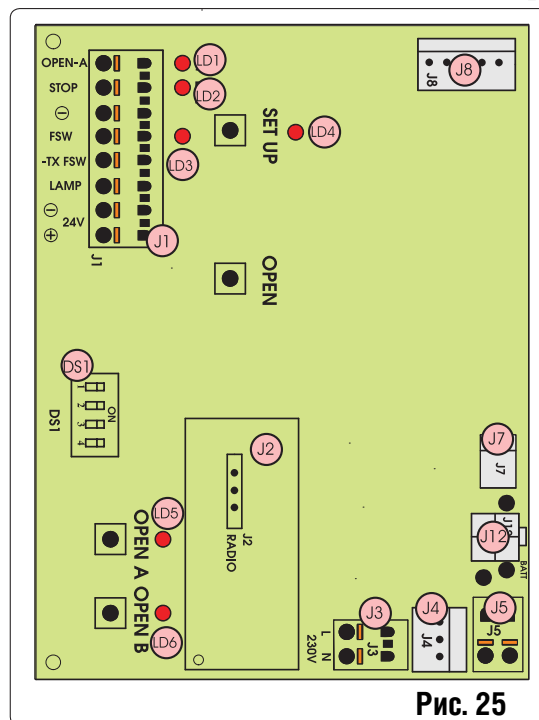 OPEN-A
LD1
STOP
LD2
⊖
FSW
LD3
-TX FSW
LAMP
⊖
24V
⊕
J1
J1
SET UP
LD4
OPEN
J8
J8
DS1
1
2
3
4
ON
DS1
J2
J2
RADIO
LD5
OPEN A
OPEN B
LD6
J7
J7
J12
J12
BATT
J3
J3
L
N
230V
J4
J4
J5
J5
Рис. 25